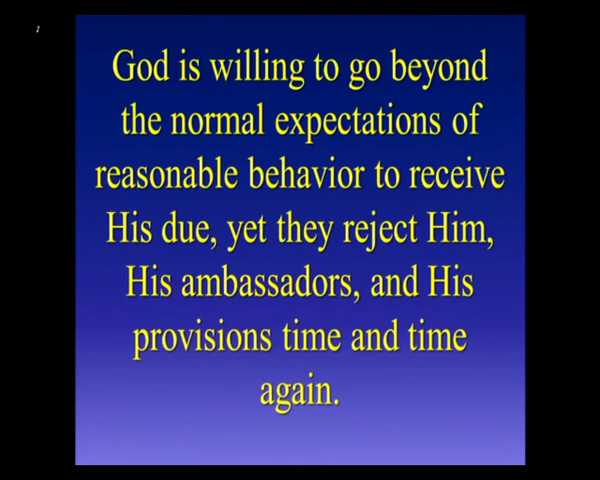 God is willing to go beyond
the normal expectations of
reasonable behavior to receive
His due, yet they reject Him,
His ambassadors, and His
provisions time and time
again.